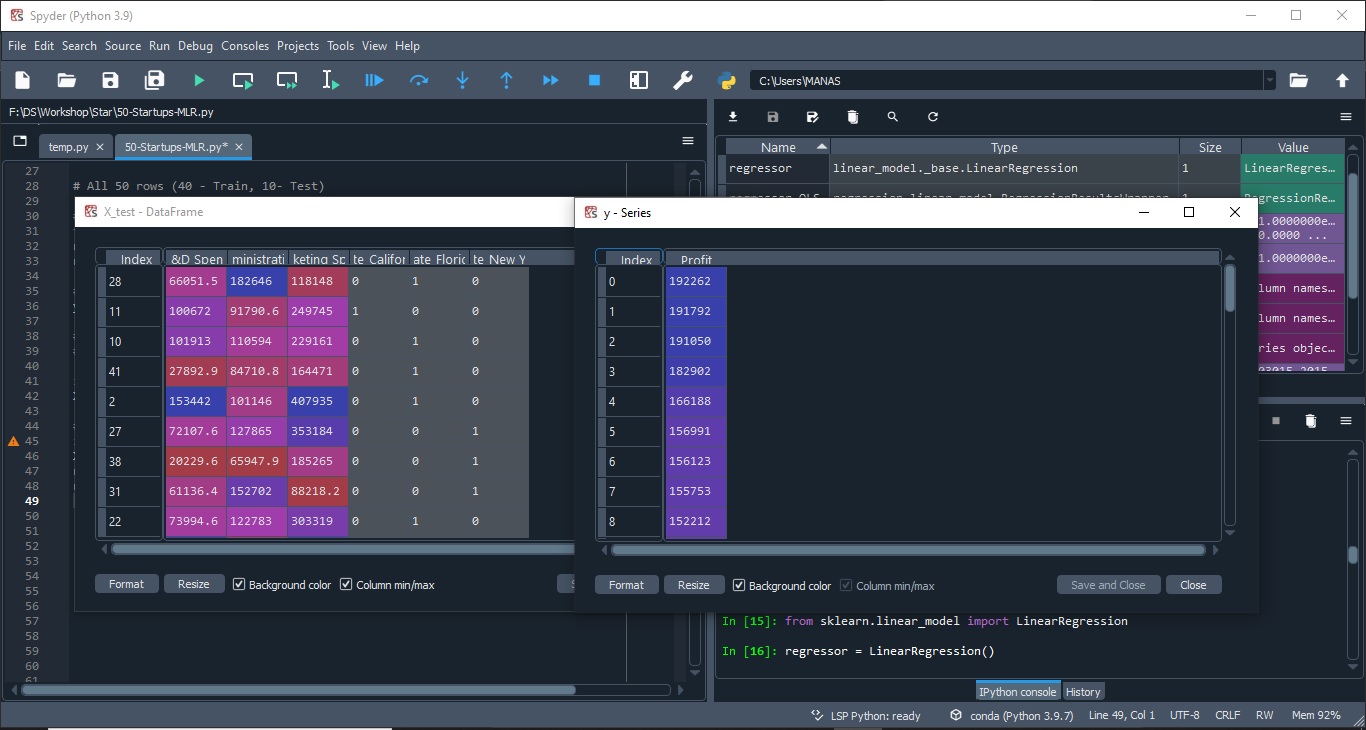 Spyder (Python 3.9)
File Edit Search Source Run Debug Consoles Projects Tools View Help
C:\Users\MANAS
F:\DS\Workshop\Star\50-Startups-MLR.py
temp.py
50-Startups-MLR.py*
27
28 # All 50 rows (40 - Train, 10- Test)
29
30
31
32
33
34
35
36
37
38
39
40
41
42
43
44
45
46
47
48
49
50
51
52
53
54
55
56
57
58
59
60
61
Name Type Size Value
regressor linear_model._base.LinearRegression 1 LinearRegres...
RegressionRe...
1.0000000e...
0.0000 ...
1.0000000e...
lumn names...
lumn names...
ries objec...
X_test - DataFrame
Index &D Spen ministrati keting Sp te_Califor ate_Floric te_New Y
28 66051.5 182646 118148 0 1 0
11 100672 91790.6 249745 1 0 0
10 101913 110594 229161 0 1 0
41 27892.9 84710.8 164471 0 1 0
2 153442 101146 407935 0 1 0
27 72107.6 127865 353184 0 0 1
38 20229.6 65947.9 185265 0 0 1
31 61136.4 152702 88218.2 0 0 1
22 73994.6 122783 303319 0 1 0
Format Resize Background color Column min/max
y - Series
Index Profit
0 192262
1 191792
2 191050
3 182902
4 166188
5 156991
6 156123
7 155753
8 152212
Format Resize Background color Column min/max Save and Close Close
In [15]: from sklearn.linear_model import LinearRegression
In [16]: regressor = LinearRegression()
IPython console History
LSP Python: ready conda (Python 3.9.7) Line 49, Col 1 UTF-8 CRLF RW Mem 92%